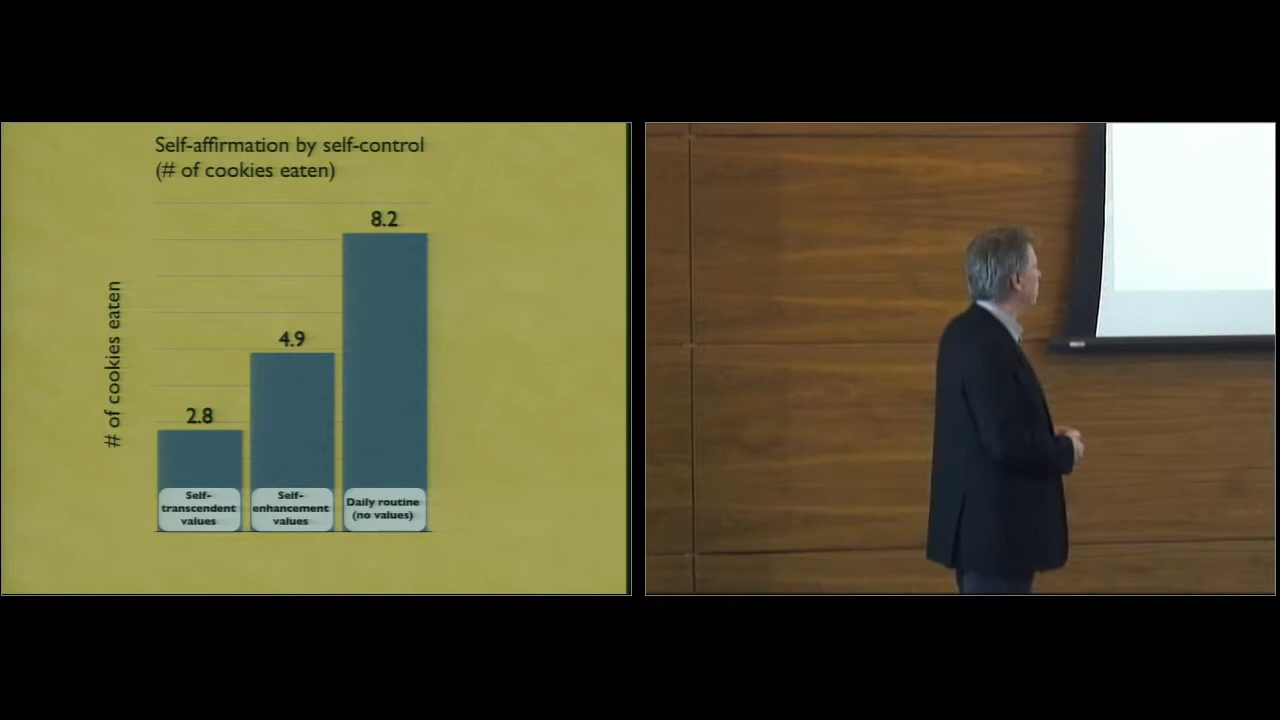 Self-affirmation by self-control
(# of cookies eaten)
8.2
4.9
2.8
# of cookies eaten
Self-
transcendent
values
Self-
enhancement
values
Daily routine
(no values)